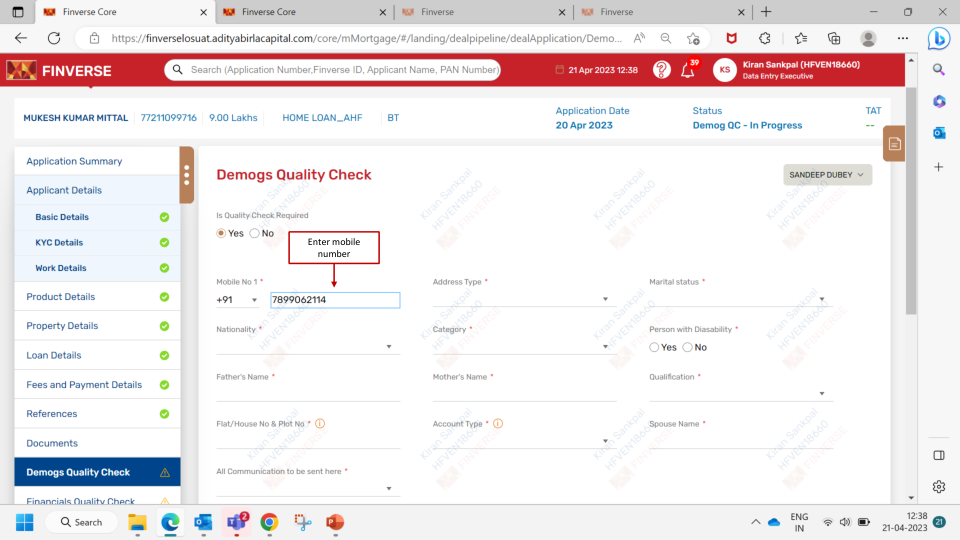 Finverse Core
Finverse Core
Finverse
Finverse
https://finverselosuat.adityabirlacapital.com/core/mMortgage/#/landing/dealpipeline/dealApplication/Demo...
FINVERSE
Search (Application Number,Finverse ID, Applicant Name, PAN Number)
21 Apr 2023 12:38
39
KS
Kiran Sankpal (HFVEN18660)
Data Entry Executive
MUKESH KUMAR MITTAL
77211099716
9.00 Lakhs
HOME LOAN_AHF
BT
Application Date
20 Apr 2023
Status
Demog QC - In Progress
TAT
--
Application Summary
Applicant Details
Basic Details
KYC Details
Work Details
Product Details
Property Details
Loan Details
Fees and Payment Details
References
Documents
Demogs Quality Check
Financials Quality Check
Demogs Quality Check
SANDEEP DUBEY
Is Quality Check Required
Yes No
Enter mobile
number
Mobile No 1 *
+91
7899062114
Address Type *
Marital status *
Nationality *
Category *
Person with Diasability *
Yes No
Father's Name *
Mother's Name *
Qualification *
Flat/House No & Plot No *
Account Type *
Spouse Name *
All Communication to be sent here *
Kiran Sankpal
HFVEN18660
FINVERSE
Search
2
ENG
IN
12:38
21-04-2023
21